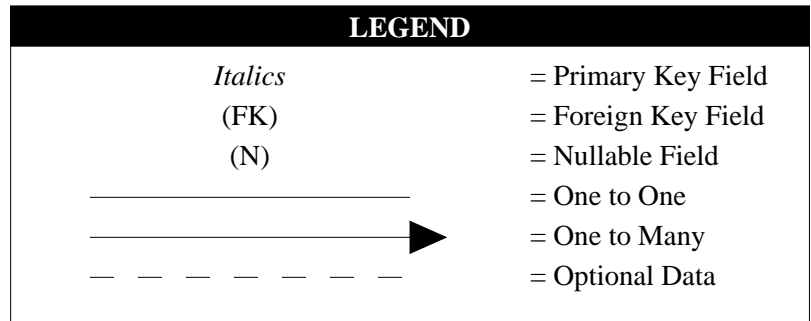 LEGEND
Italics = Primary Key Field
(FK) = Foreign Key Field
(N) = Nullable Field
= One to One
= One to Many
= Optional Data